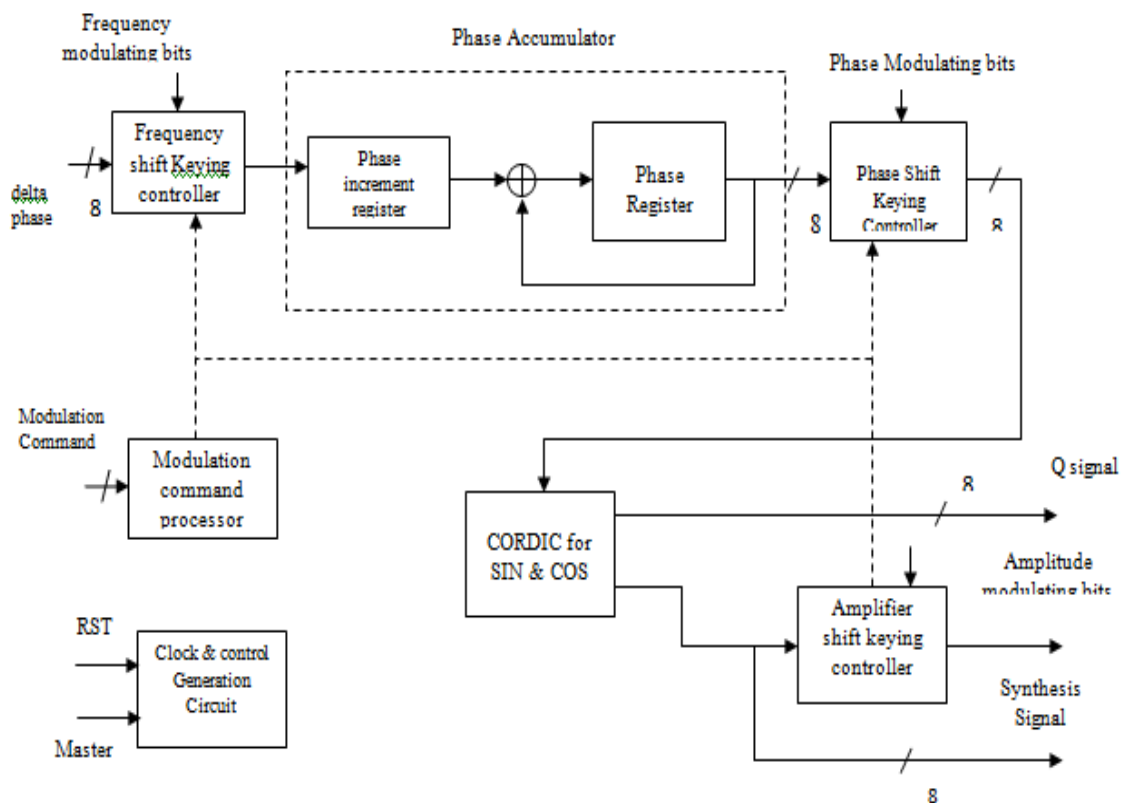 Frequency
modulating bits
Phase Accumulator
Phase Modulating bits
Frequency
shift Keying
controller
Phase
increment
register
Phase
Register
Phase Shift
Keying
Controller
delta
phase
8
8
8
Modulation
Command
Modulation
command
processor
Q signal
8
CORDIC for
SIN & COS
Amplitude
modulating bits
Amplifier
shift keying
controller
RST
Clock & control
Generation
Circuit
Synthesis
Signal
Master
8